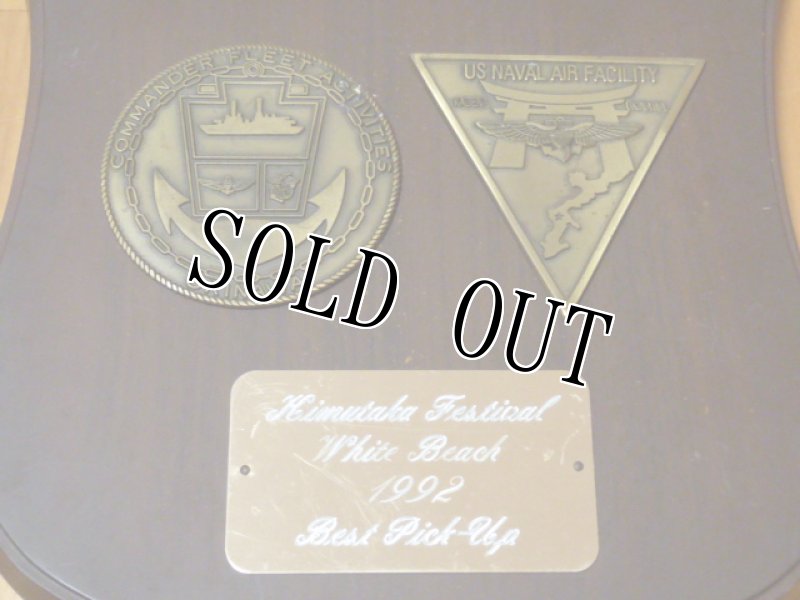 COMMANDER FLEET ACTIVITIES
US NAVAL AIR FACILITY
SOLD OUT
Himutaka Festival
White Beach
1992
Best Pick-Up